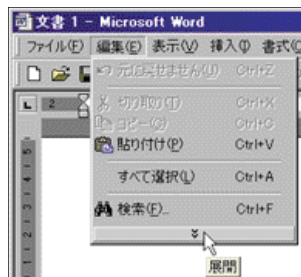 文書 1 - Microsoft Word
ファイル(F) 編集(E) 表示(V) 挿入(I) 書式(O
元に戻せません(U) Ctrl+Z
切り取り(T) Ctrl+X
コピー(C) Ctrl+C
貼り付け(P) Ctrl+V
すべて選択(L) Ctrl+A
検索(F)... Ctrl+F
展開
L 2